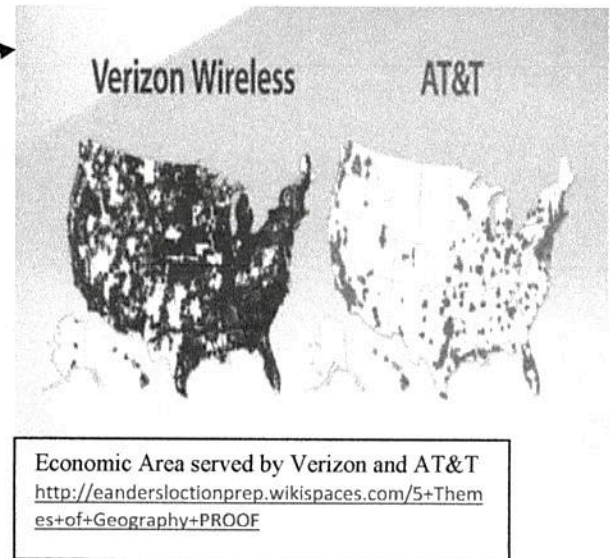 Verizon Wireless
AT&T
Economic Area served by Verizon and AT&T
http://eandersloctionprep.wikispaces.com/5+Them
es+of+Geography+PROOF